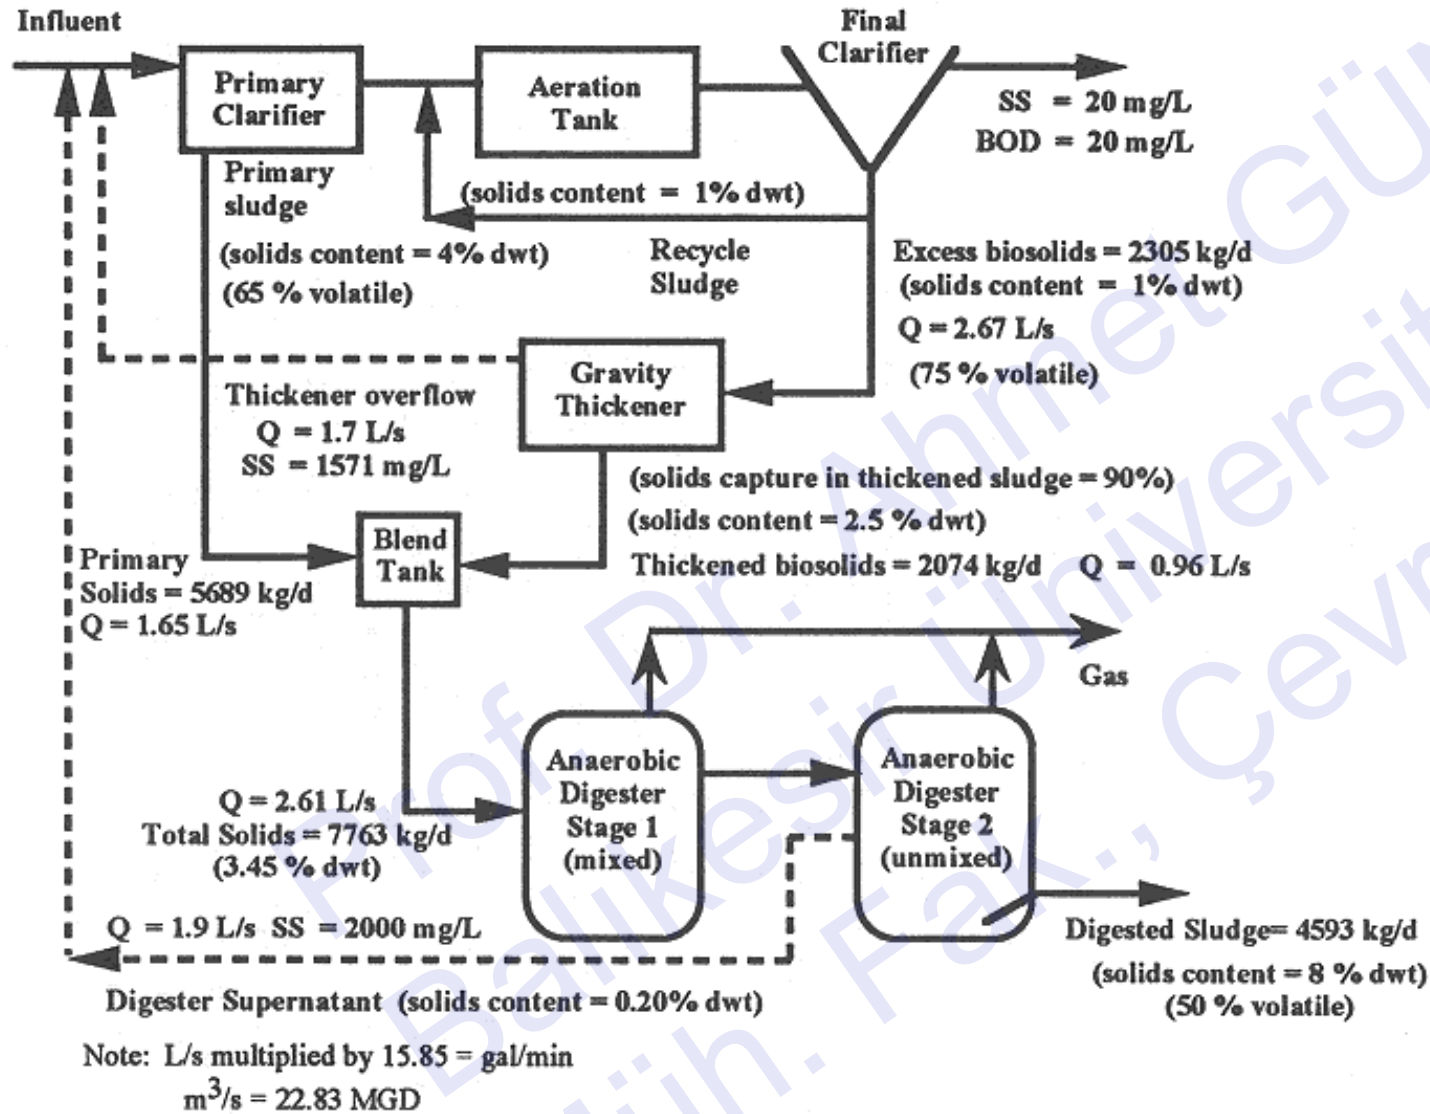 Influent
Primary
Clarifier
Aeration
Tank
Final
Clarifier
SS = 20 mg/L
BOD = 20 mg/L
Primary
sludge
(solids content = 4% dwt)
(65 % volatile)
(solids content = 1% dwt)
Recycle
Sludge
Excess biosolids = 2305 kg/d
(solids content = 1% dwt)
Q = 2.67 L/s
(75 % volatile)
Gravity
Thickener
Thickener overflow
Q = 1.7 L/s
SS = 1571 mg/L
(solids capture in thickened sludge = 90%)
(solids content = 2.5 % dwt)
Thickened biosolids = 2074 kg/d Q = 0.96 L/s
Blend
Tank
Primary
Solids = 5689 kg/d
Q = 1.65 L/s
Gas
Anaerobic
Digester
Stage 1
(mixed)
Anaerobic
Digester
Stage 2
(unmixed)
Q = 2.61 L/s
Total Solids = 7763 kg/d
(3.45 % dwt)
Q = 1.9 L/s SS = 2000 mg/L
Digested Sludge= 4593 kg/d
(solids content = 8 % dwt)
(50 % volatile)
Digester Supernatant (solids content = 0.20% dwt)
Note: L/s multiplied by 15.85 = gal/min
m³/s = 22.83 MGD
Prof. Dr. Ahmet
Balıkesir
Fak.,